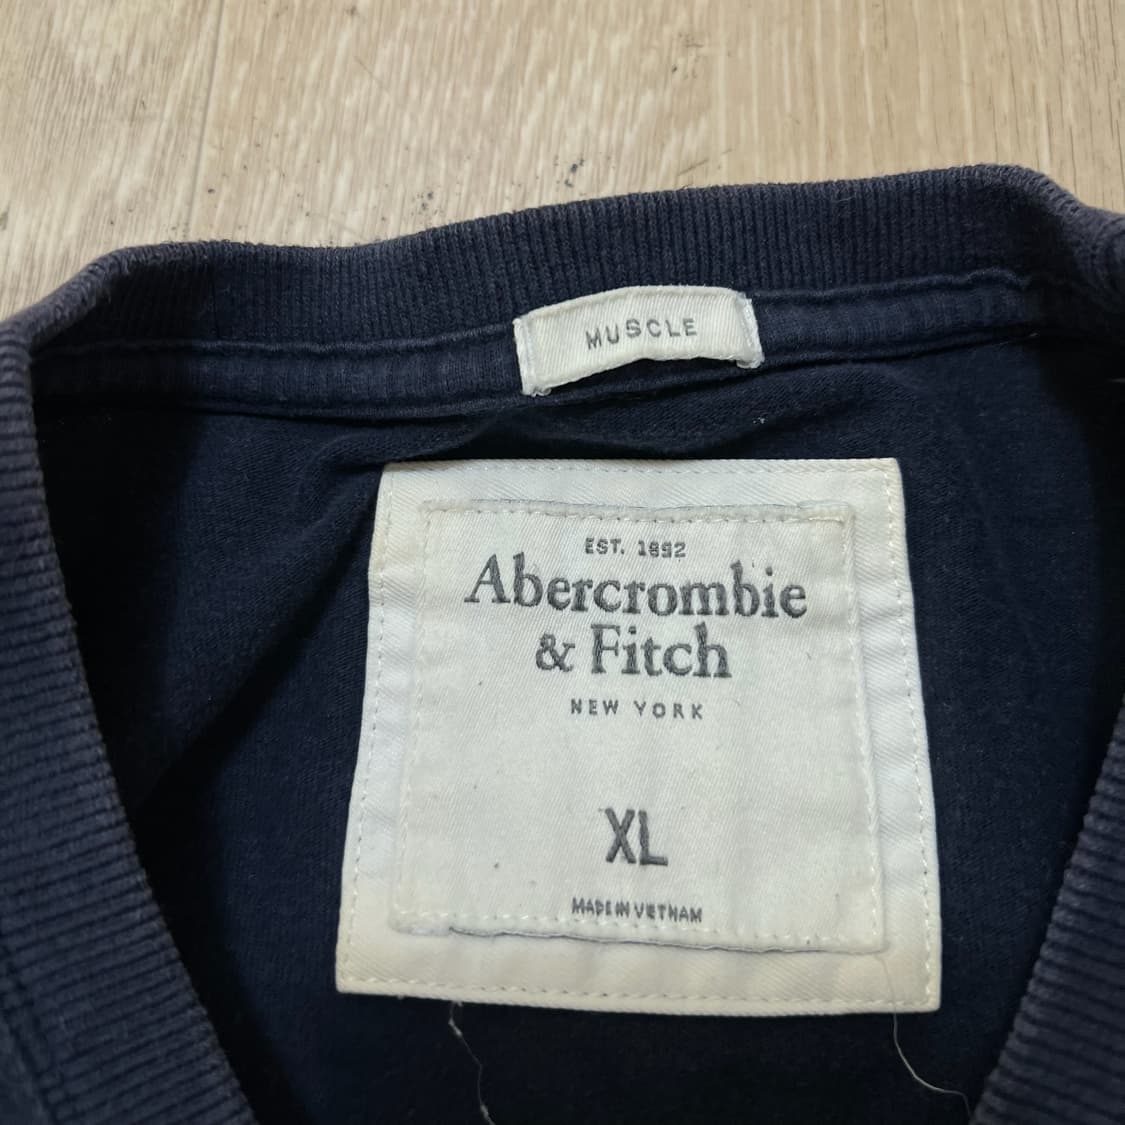 MUSCLE
EST. 1892
Abercrombie
& Fitch
NEW YORK
XL
MADE IN VIETNAM